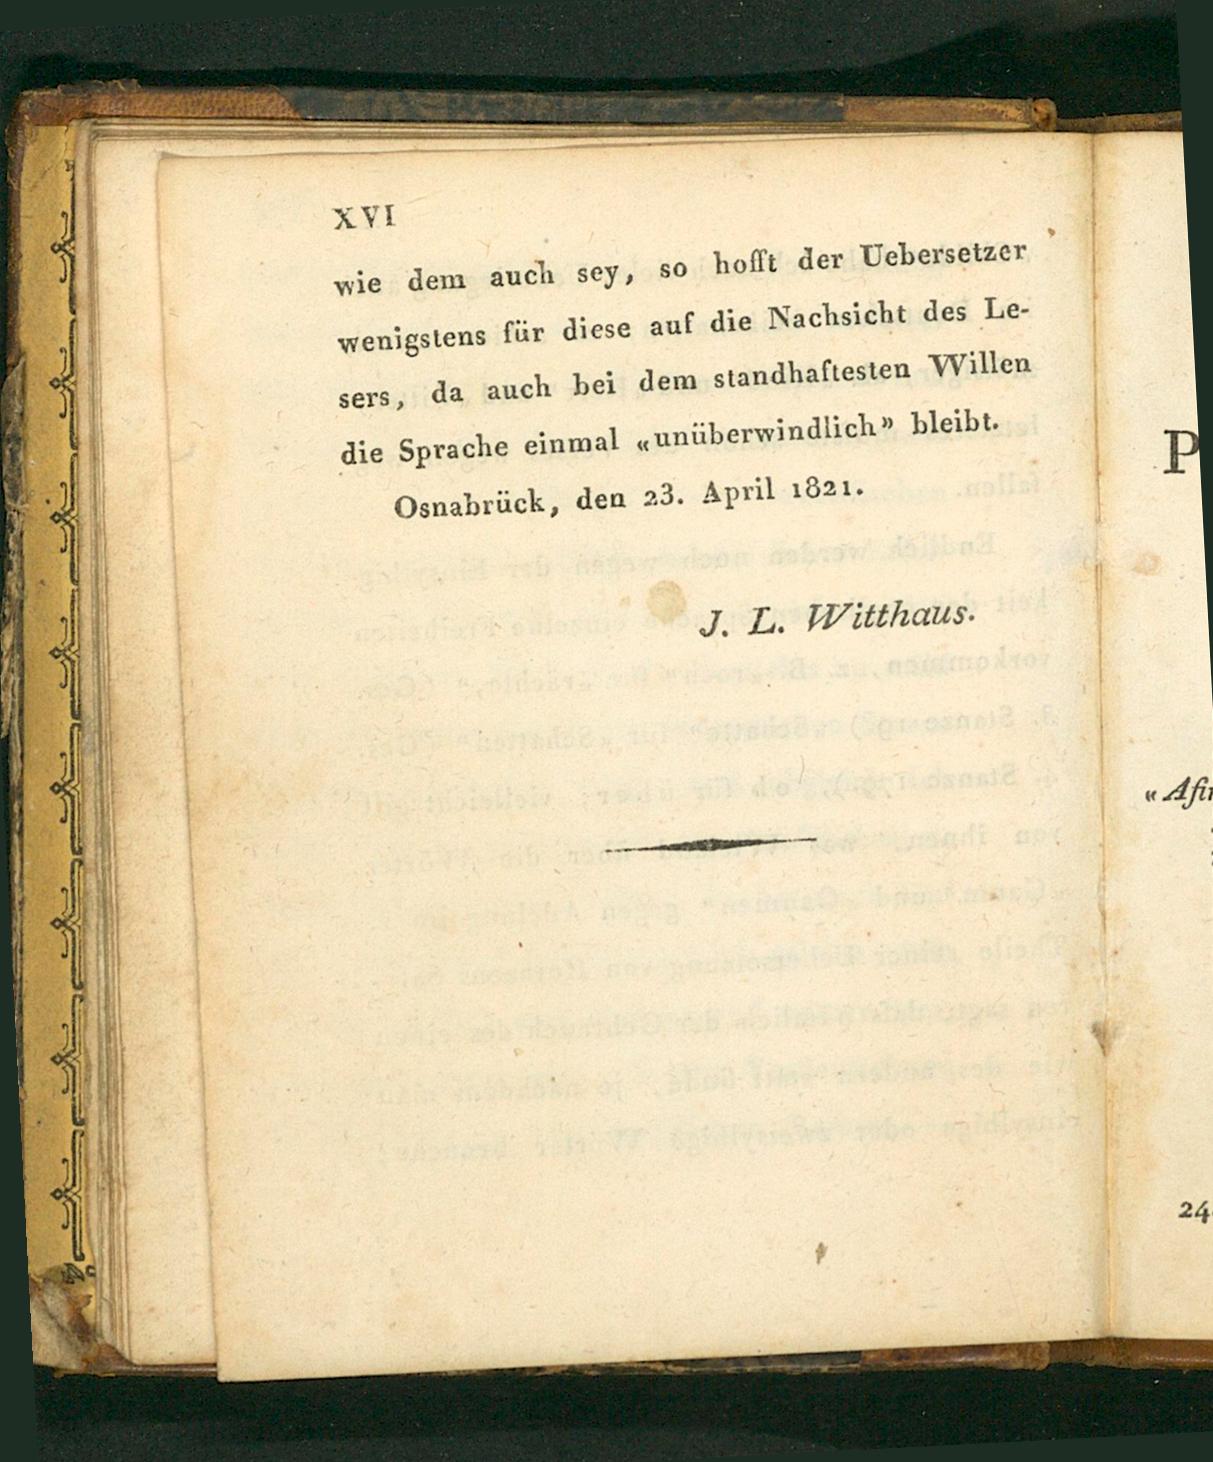 XVI
wie dem auch sey, so hofft der Uebersetzer
wenigstens für diese auf die Nachsicht des Le-
sers, da auch bei dem standhaftesten Willen
die Sprache einmal «unüberwindlich» bleibt.
Osnabrück, den 23. April 1821.
J. L. Witthaus.
P
«Afin
24